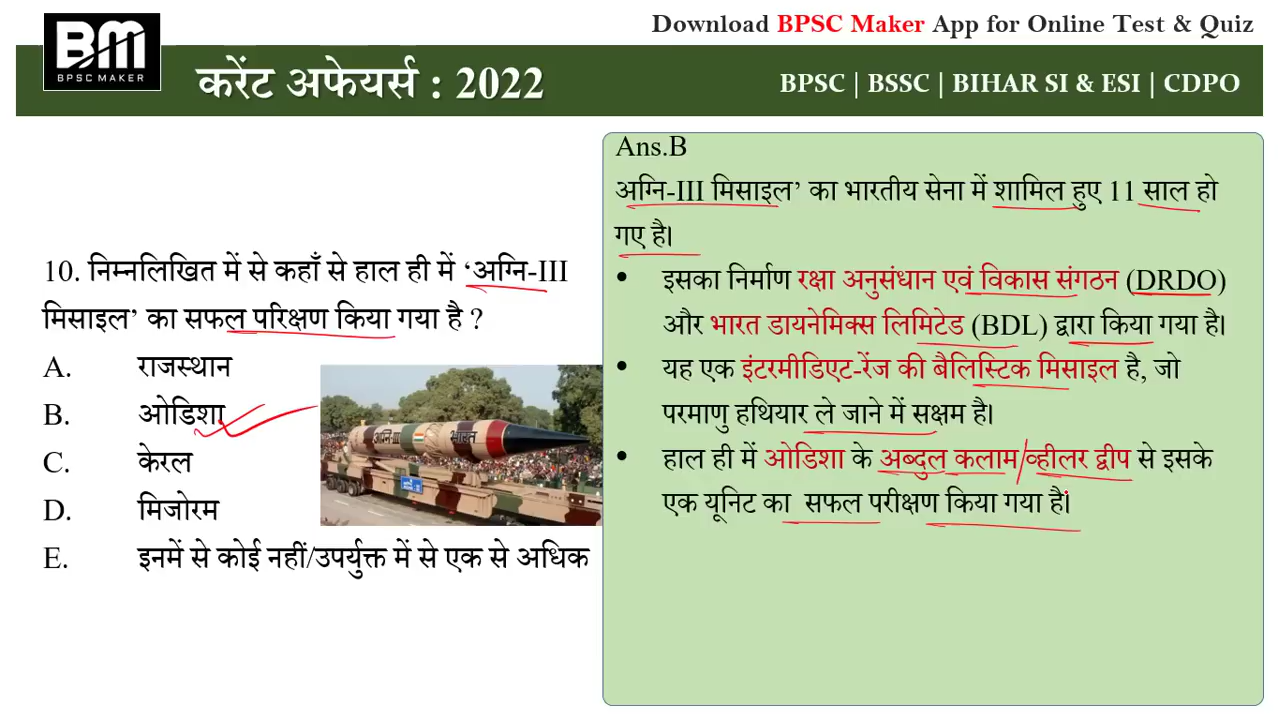 Download BPSC Maker App for Online Test & Quiz
BM
BPSC MAKER
करेंट अफेयर्स : 2022
BPSC | BSSC | BIHAR SI & ESI | CDPO
10. निम्नलिखित में से कहाँ से हाल ही में ‘अग्नि-III
मिसाइल’ का सफल परिक्षण किया गया है ?
A. राजस्थान
B. ओडिशा
C. केरल
D. मिजोरम
E. इनमें से कोई नहीं/उपर्युक्त में से एक से अधिक
अग्नि-III
भारत
Ans.B
अग्नि-III मिसाइल’ का भारतीय सेना में शामिल हुए 11 साल हो
गए है।
• इसका निर्माण रक्षा अनुसंधान एवं विकास संगठन (DRDO)
और भारत डायनेमिक्स लिमिटेड (BDL) द्वारा किया गया है।
• यह एक इंटरमीडिएट-रेंज की बैलिस्टिक मिसाइल है, जो
परमाणु हथियार ले जाने में सक्षम है।
• हाल ही में ओडिशा के अब्दुल कलाम/व्हीलर द्वीप से इसके
एक यूनिट का सफल परीक्षण किया गया है।